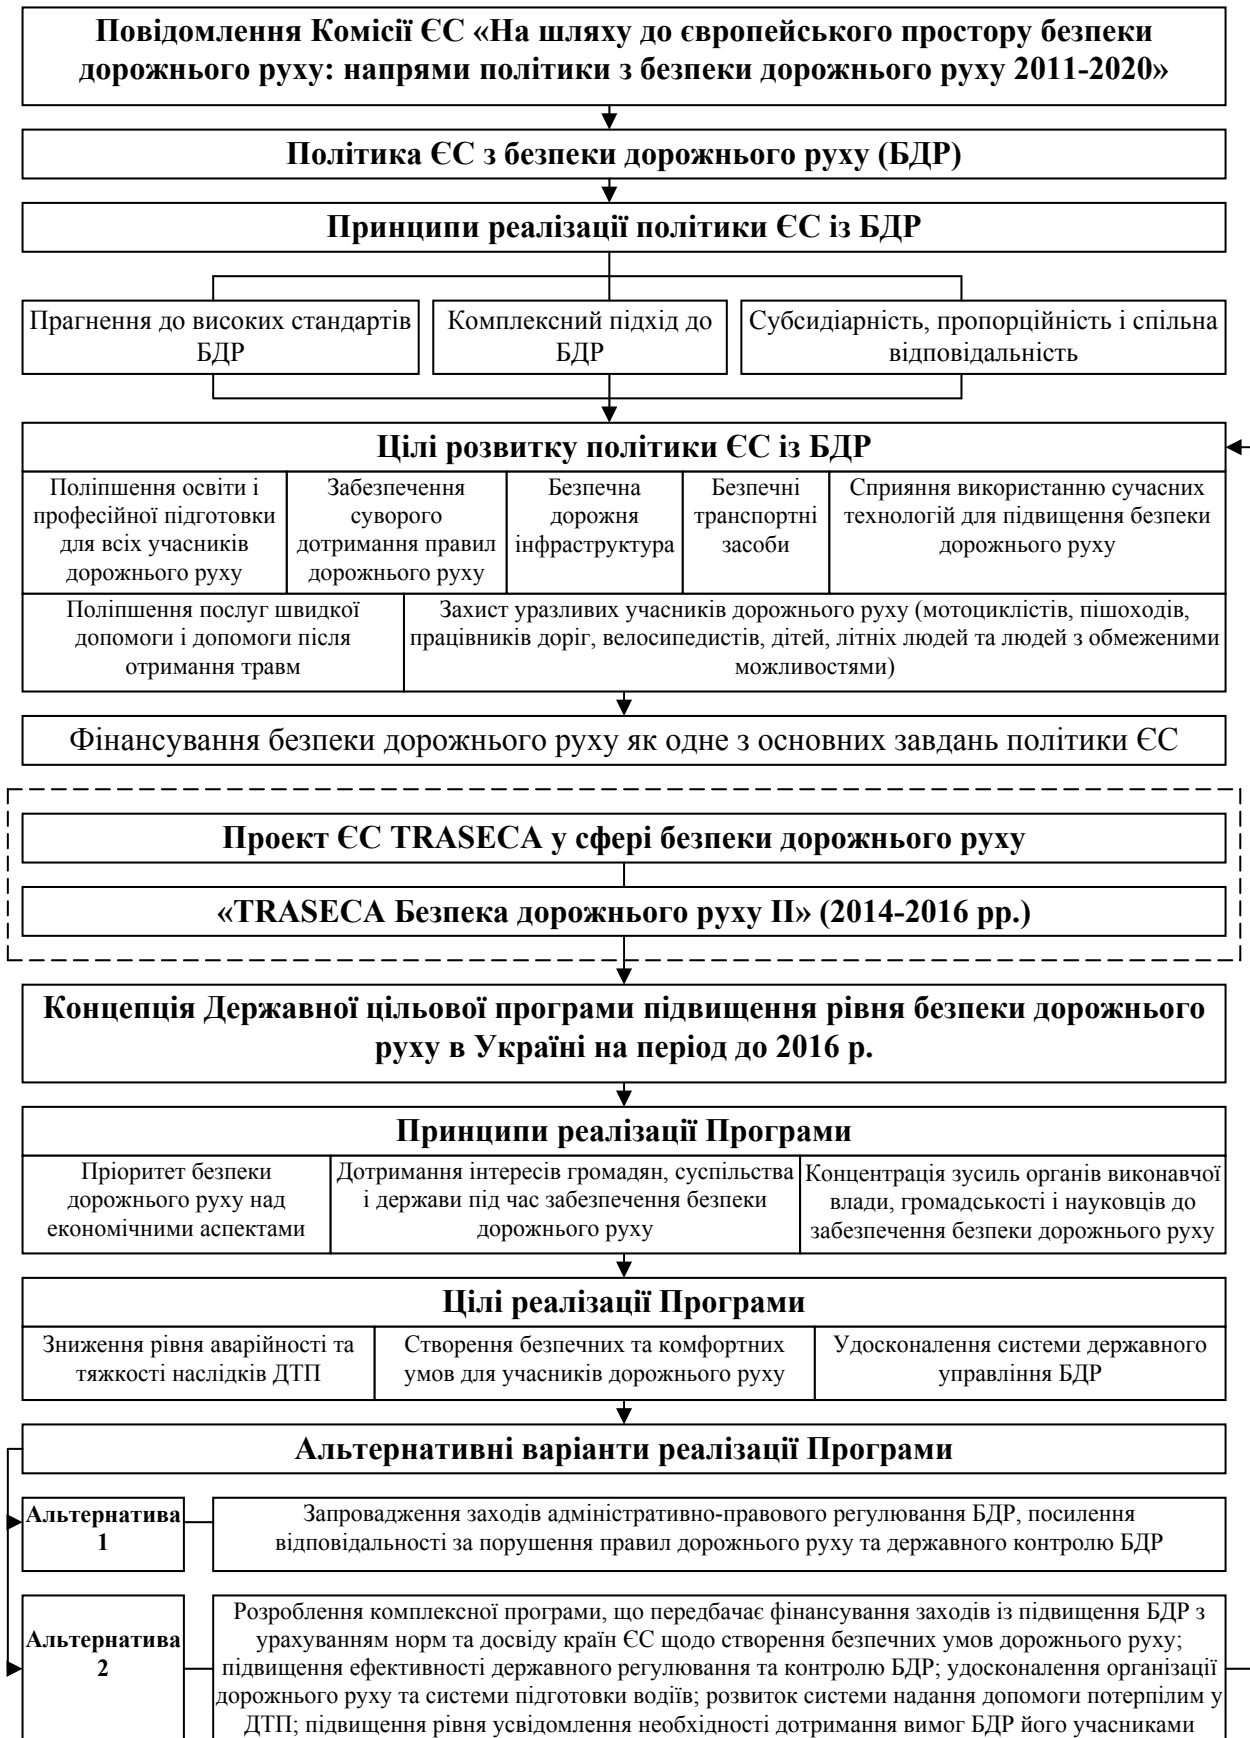 Повідомлення Комісії ЄС «На шляху до європейського простору безпеки
дорожнього руху: напрями політики з безпеки дорожнього руху 2011-2020»
Політика ЄС з безпеки дорожнього руху (БДР)
Принципи реалізації політики ЄС із БДР
Прагнення до високих стандартів
БДР
Комплексний підхід до
БДР
Субсидіарність, пропорційність і спільна
відповідальність
Цілі розвитку політики ЄС із БДР
Поліпшення освіти і
професійної підготовки
для всіх учасників
дорожнього руху
Забезпечення
суворого
дотримання правил
дорожнього руху
Безпечна
дорожня
інфраструктура
Безпечні
транспортні
засоби
Сприяння використанню сучасних
технологій для підвищення безпеки
дорожнього руху
Поліпшення послуг швидкої
допомоги і допомоги після
отримання травм
Захист уразливих учасників дорожнього руху (мотоциклістів, пішоходів,
працівників доріг, велосипедистів, дітей, літніх людей та людей з обмеженими
можливостями)
Фінансування безпеки дорожнього руху як одне з основних завдань політики ЄС
Проект ЄС TRASECA у сфері безпеки дорожнього руху
«TRASECA Безпека дорожнього руху II» (2014-2016 рр.)
Концепція Державної цільової програми підвищення рівня безпеки дорожнього
руху в Україні на період до 2016 р.
Принципи реалізації Програми
Пріоритет безпеки
дорожнього руху над
економічними аспектами
Дотримання інтересів громадян, суспільства
і держави під час забезпечення безпеки
дорожнього руху
Концентрація зусиль органів виконавчої
влади, громадськості і науковців до
забезпечення безпеки дорожнього руху
Цілі реалізації Програми
Зниження рівня аварійності та
тяжкості наслідків ДТП
Створення безпечних та комфортних
умов для учасників дорожнього руху
Удосконалення системи державного
управління БДР
Альтернативні варіанти реалізації Програми
Альтернатива
1
Запровадження заходів адміністративно-правового регулювання БДР, посилення
відповідальності за порушення правил дорожнього руху та державного контролю БДР
Альтернатива
2
Розроблення комплексної програми, що передбачає фінансування заходів із підвищення БДР з
урахуванням норм та досвіду країн ЄС щодо створення безпечних умов дорожнього руху;
підвищення ефективності державного регулювання та контролю БДР; удосконалення організації
дорожнього руху та системи підготовки водіїв; розвиток системи надання допомоги потерпілим у
ДТП; підвищення рівня усвідомлення необхідності дотримання вимог БДР його учасниками